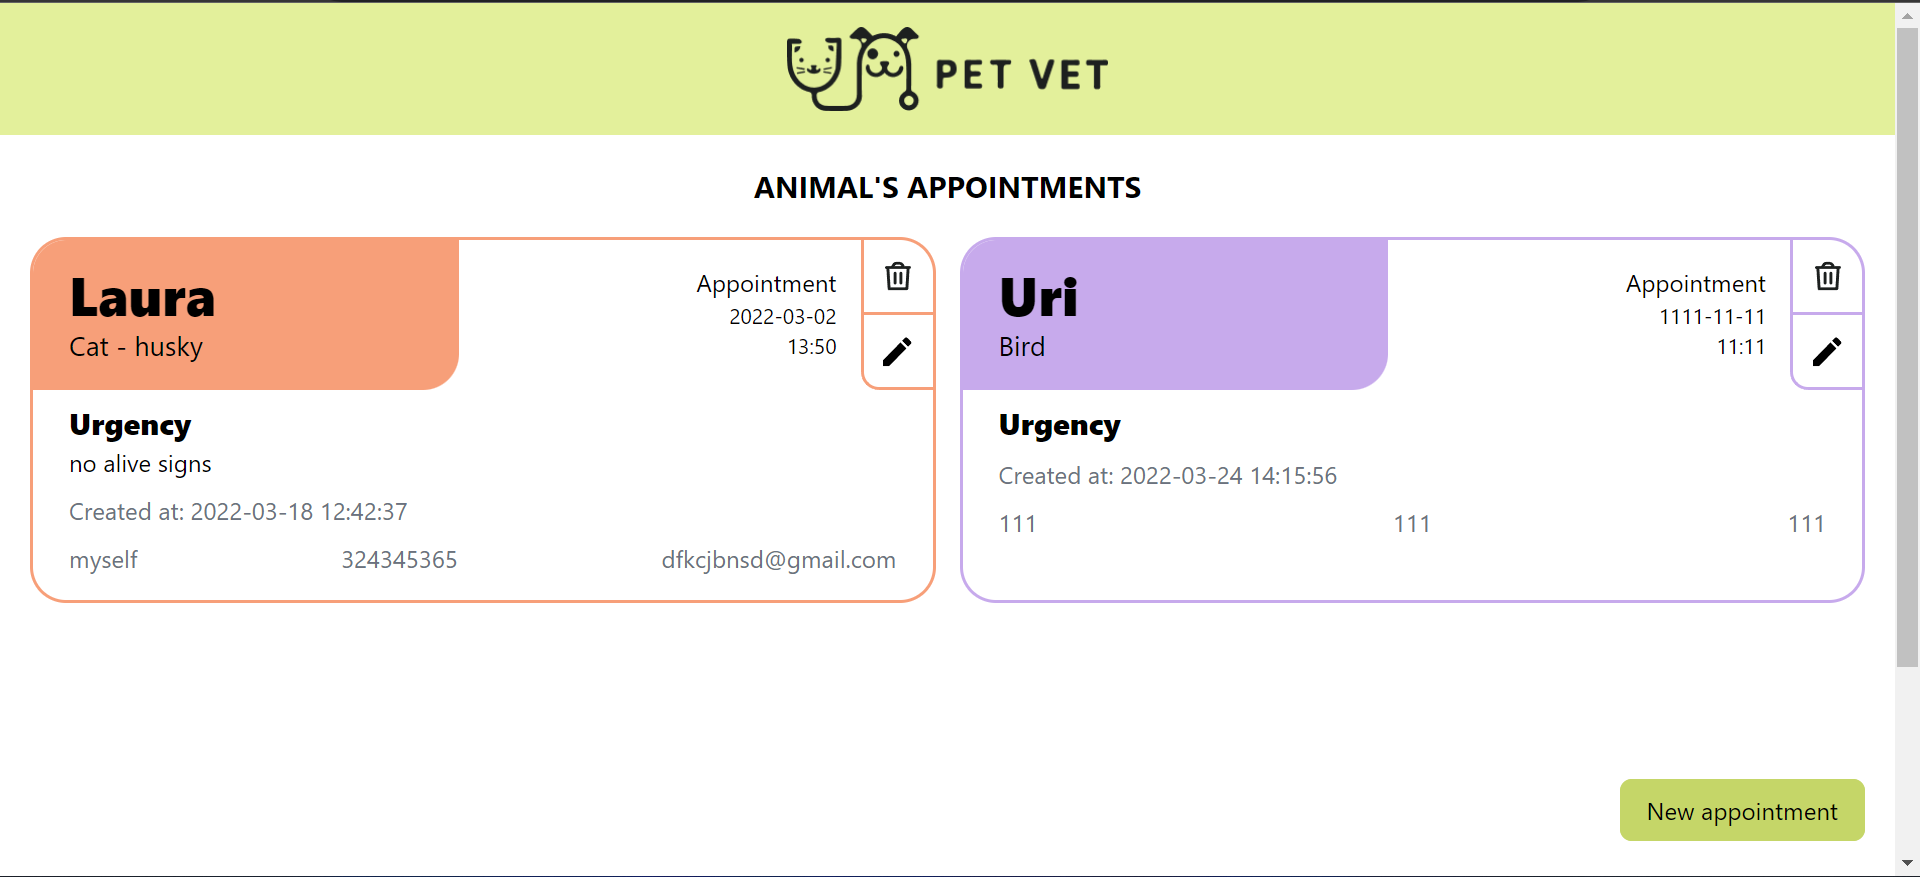 PET VET
ANIMAL'S APPOINTMENTS
Laura
Cat - husky
Appointment
2022-03-02
13:50
Urgency
no alive signs
Created at: 2022-03-18 12:42:37
myself 324345365 dfkcjbnsd@gmail.com
Uri
Bird
Appointment
1111-11-11
11:11
Urgency
Created at: 2022-03-24 14:15:56
111 111 111
New appointment